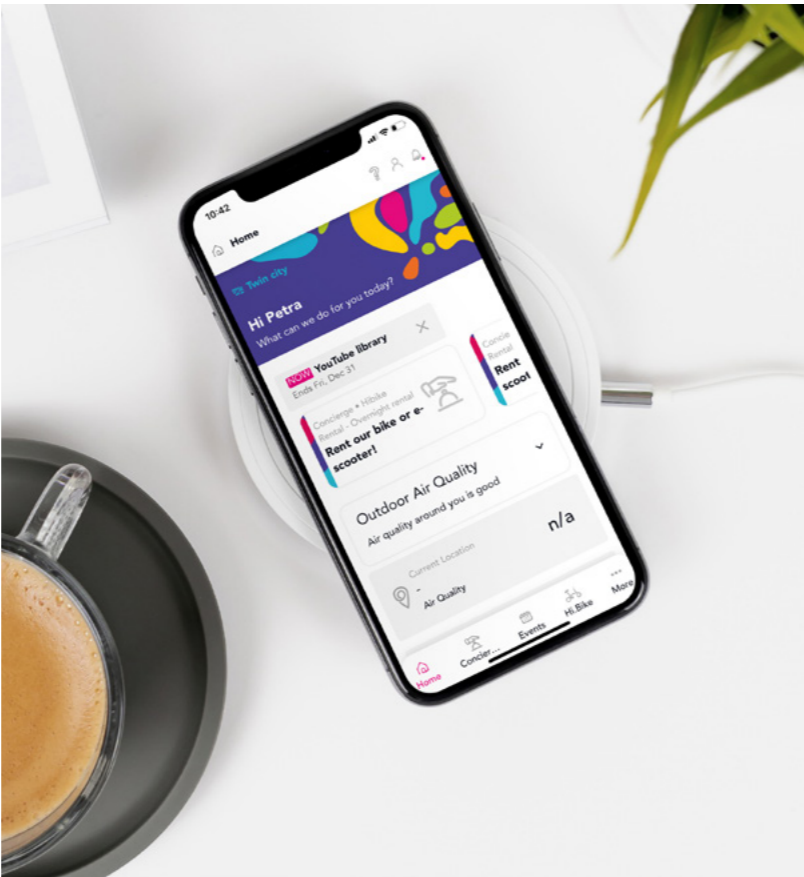 10:42
Home
Twin city
Hi Petra
What can we do for you today?
NOW YouTube library
Ends Fri, Dec 31
Concierge • Hibike
Rental - Overnight rental
Rent our bike or e-
scooter!
Concie
Rental
Rent
scoot
Outdoor Air Quality
Air quality around you is good
Current Location
-
n/a
Air Quality
Home
Concier...
Events
Hi.Bike
More